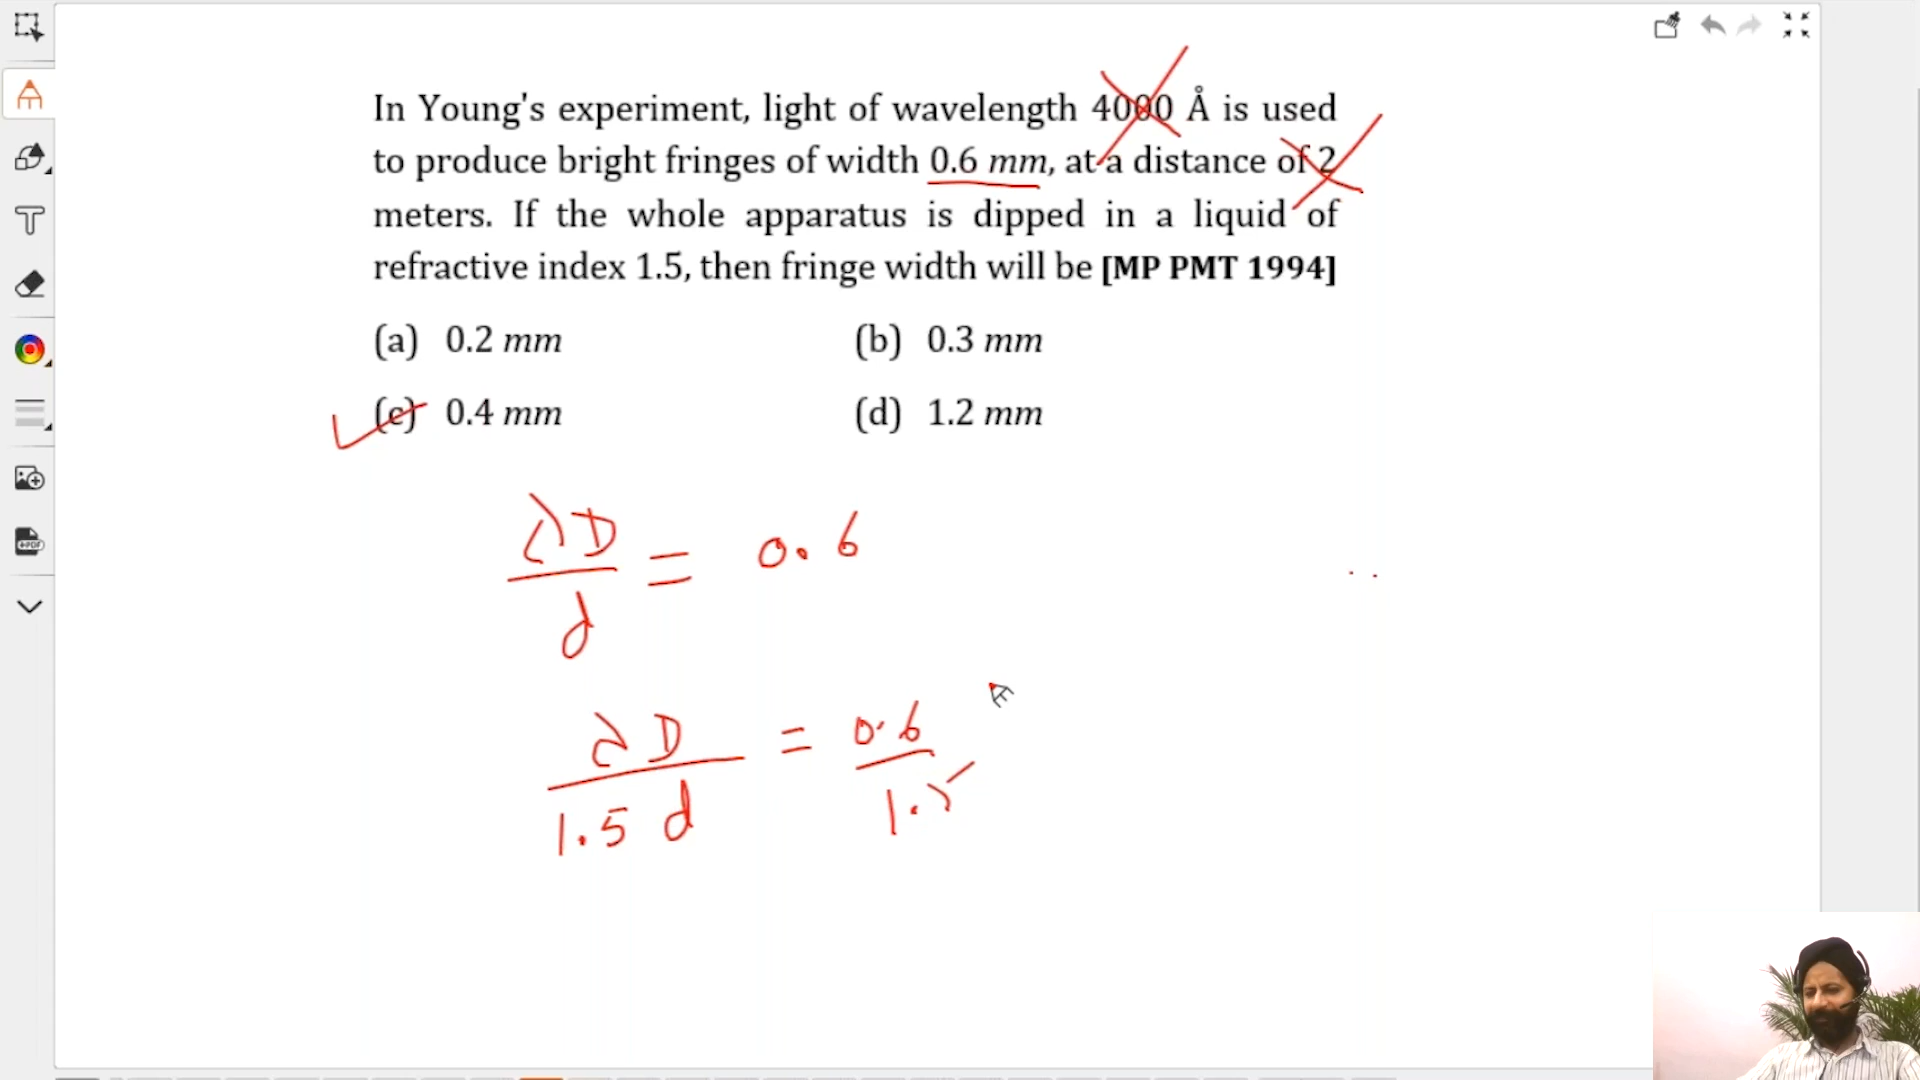 In Young's experiment, light of wavelength 4000 Å is used
to produce bright fringes of width 0.6 mm, at a distance of 2
meters. If the whole apparatus is dipped in a liquid of
refractive index 1.5, then fringe width will be [MP PMT 1994]
(a) 0.2 mm (b) 0.3 mm
(c) 0.4 mm (d) 1.2 mm
λD
d
= 0.6
λD
1.5 d
= 0.6
1.5